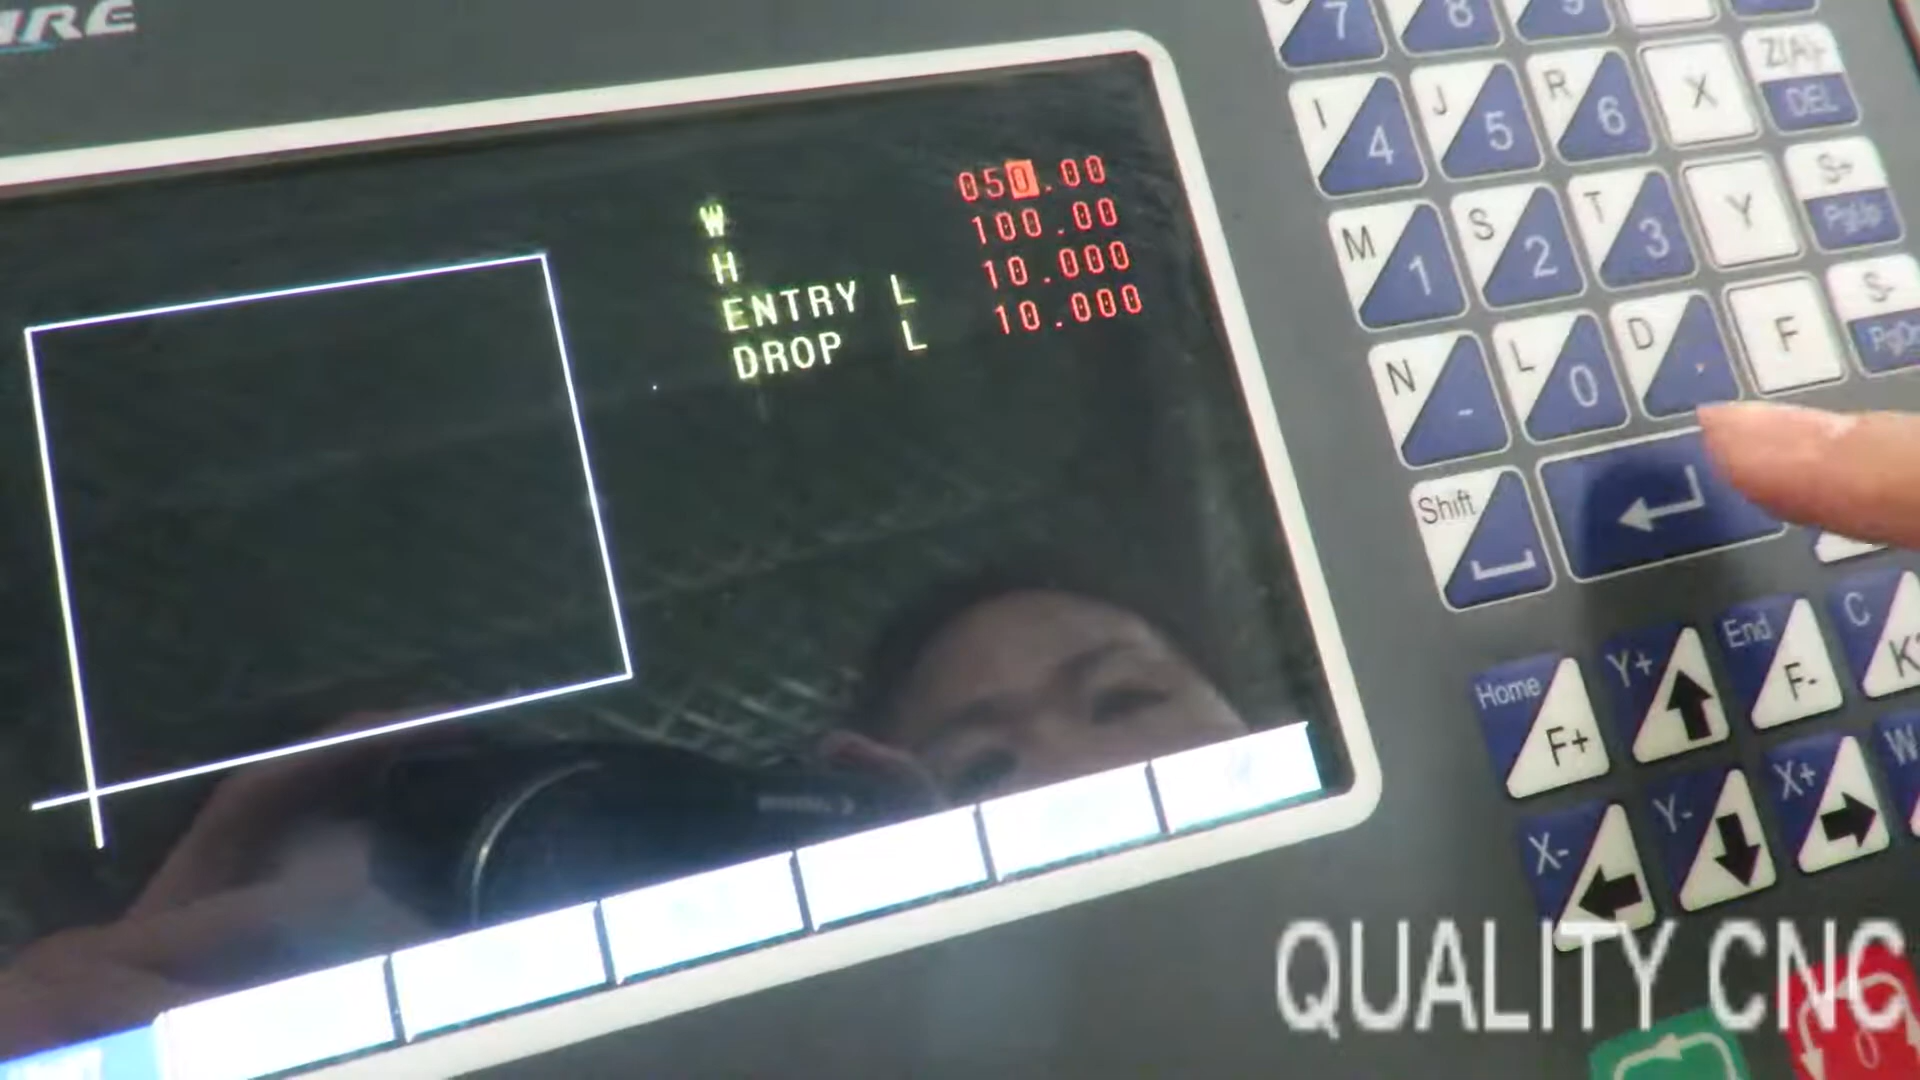 W 050.00
H 100.00
ENTRY L 10.000
DROP L 10.000
7
8
9
I 4
J 5
R 6
X
Z(A)-
DEL
M 1
S 2
T 3
Y
S+
PgUp
N -
L 0
D .
F
S-
Shift
Home F+
Y+
End F-
C
X-
Y-
X+
W
QUALITY CNC